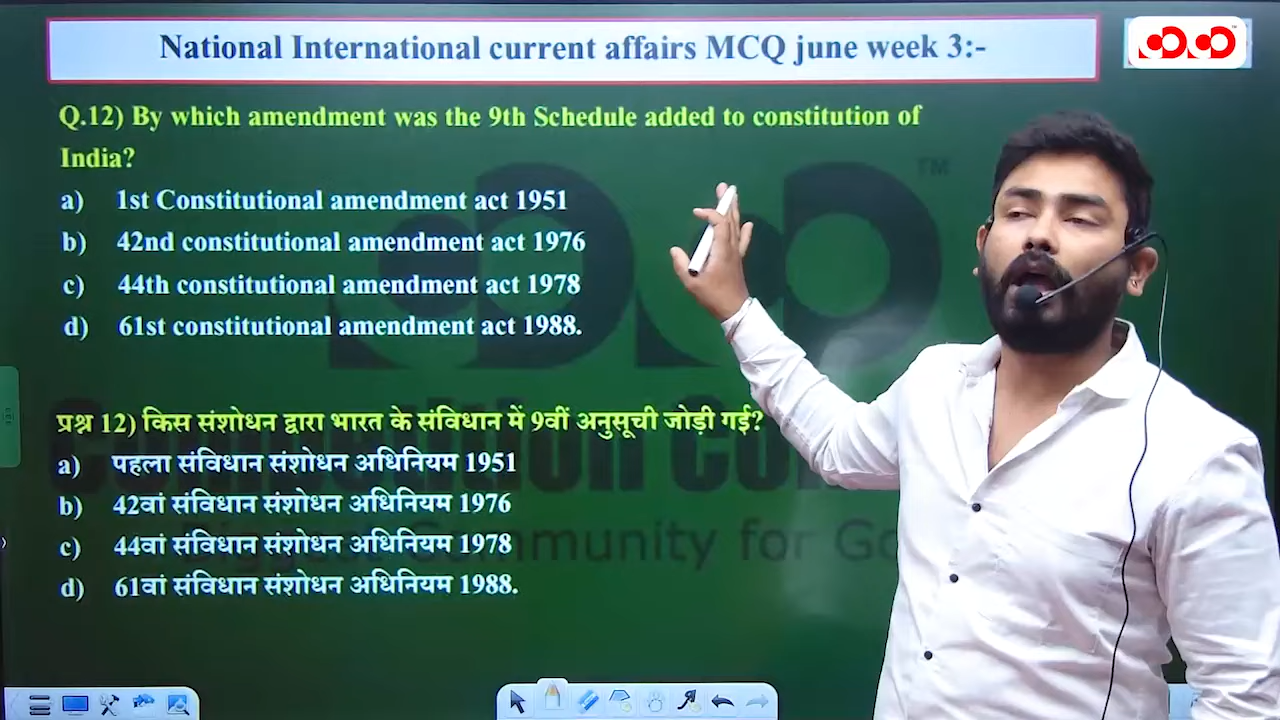 National International current affairs MCQ june week 3:-
Q.12) By which amendment was the 9th Schedule added to constitution of
India?
a) 1st Constitutional amendment act 1951
b) 42nd constitutional amendment act 1976
c) 44th constitutional amendment act 1978
d) 61st constitutional amendment act 1988.
प्रश्न 12) किस संशोधन द्वारा भारत के संविधान में 9वीं अनुसूची जोड़ी गई?
a) पहला संविधान संशोधन अधिनियम 1951
b) 42वां संविधान संशोधन अधिनियम 1976
c) 44वां संविधान संशोधन अधिनियम 1978
d) 61वां संविधान संशोधन अधिनियम 1988.